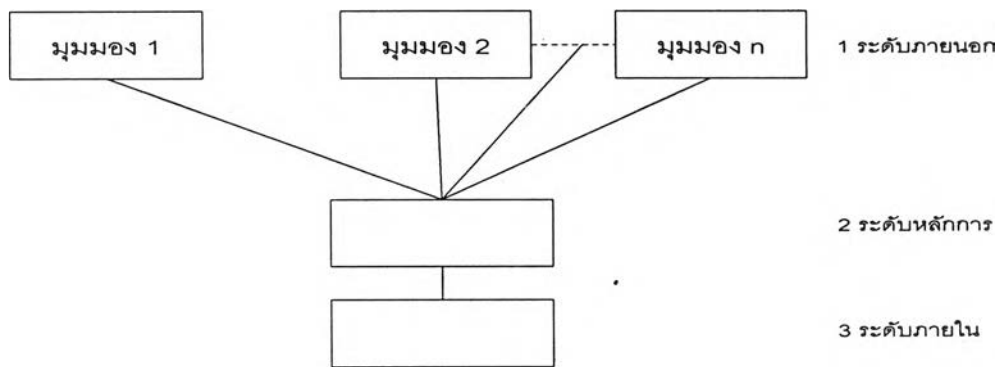 มุมมอง 1 มุมมอง 2 มุมมอง n 1 ระดับภายนอก
2 ระดับหลักการ
3 ระดับภายใน